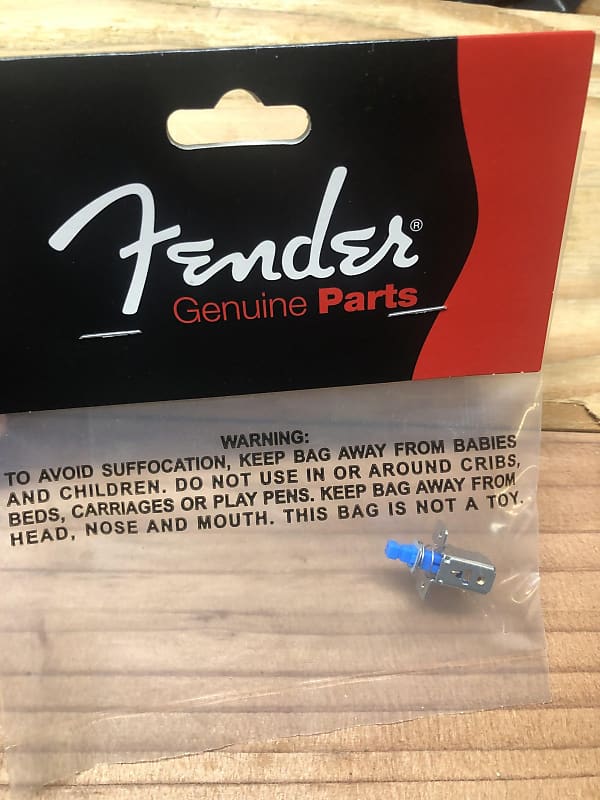 Fender®
Genuine Parts
WARNING:
TO AVOID SUFFOCATION, KEEP BAG AWAY FROM BABIES
AND CHILDREN. DO NOT USE IN OR AROUND CRIBS,
BEDS, CARRIAGES OR PLAY PENS. KEEP BAG AWAY FROM
HEAD, NOSE AND MOUTH. THIS BAG IS NOT A TOY.